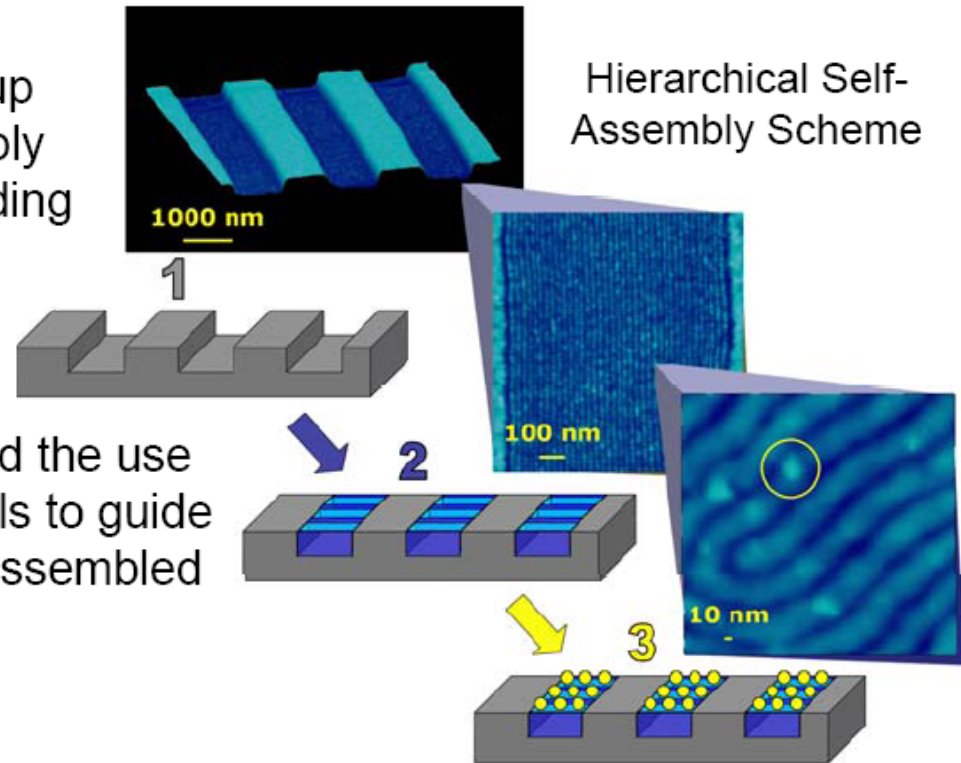 up
Hierarchical Self-
Assembly Scheme
ding
1000 nm
1
100 nm
d the use
2
ls to guide
ssembled
10 nm
3